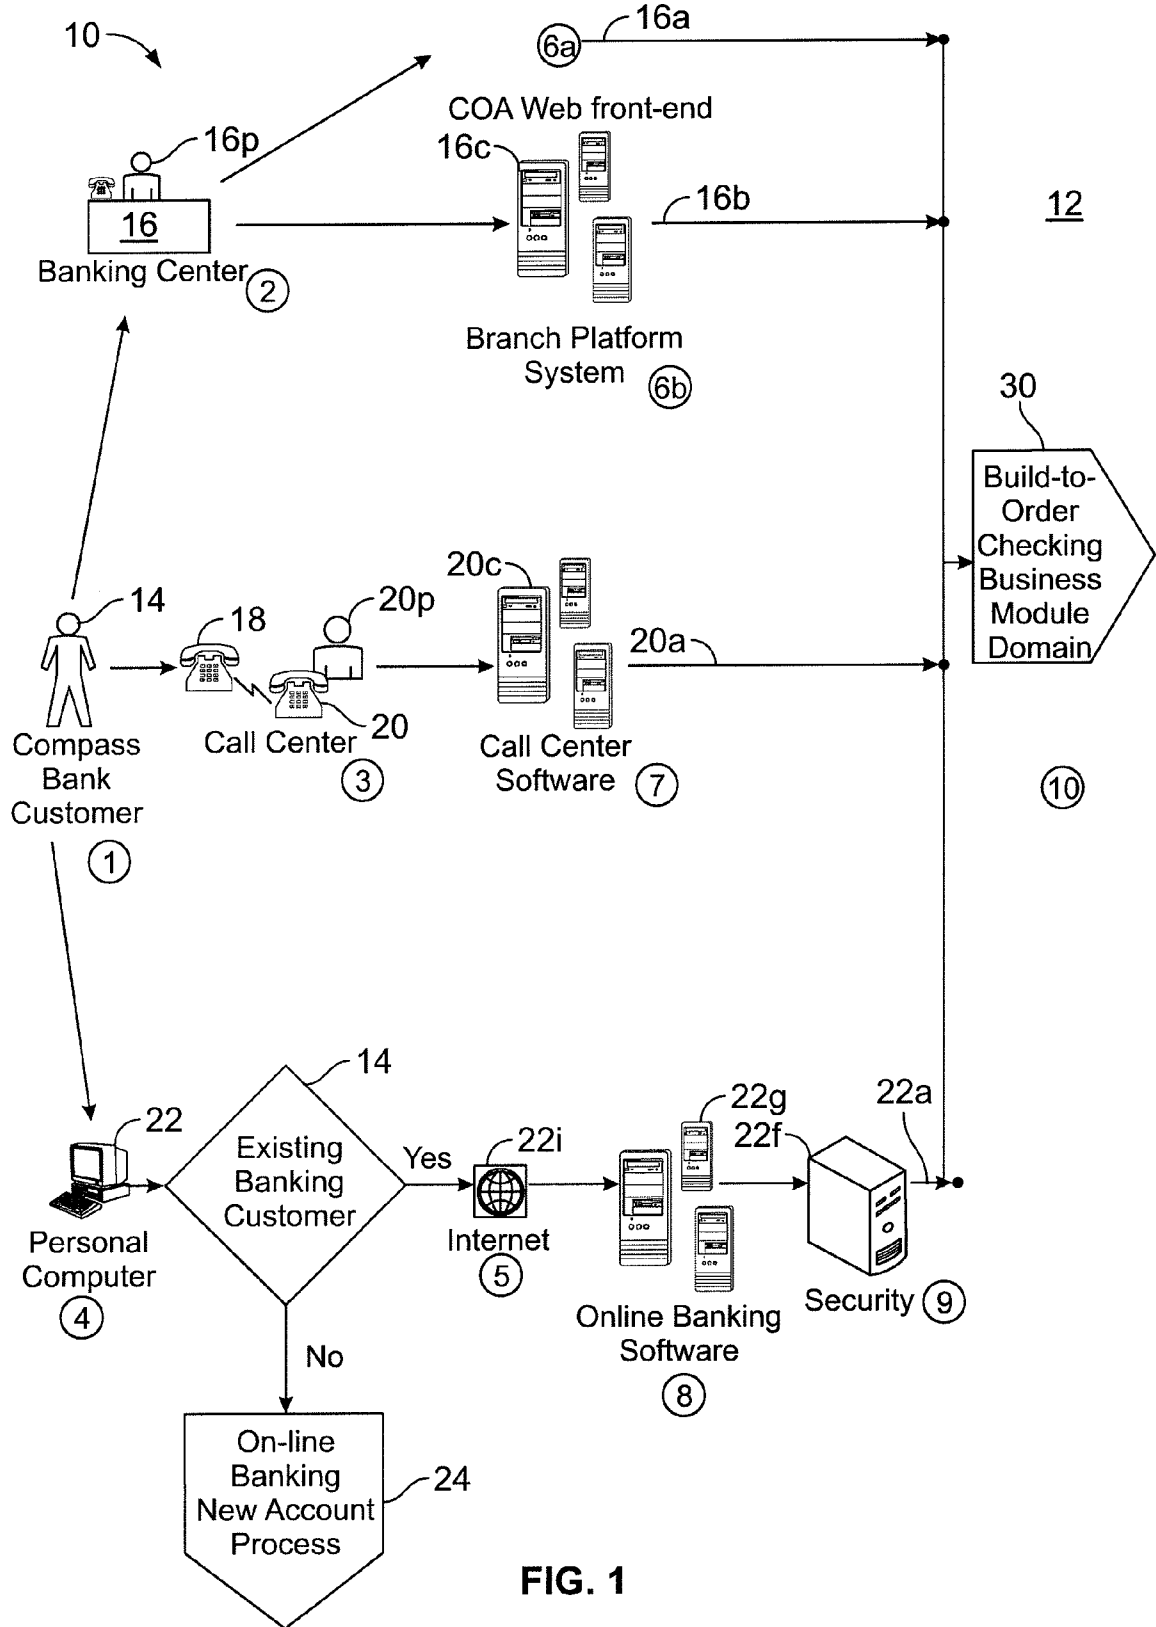 10
6a
16a
COA Web front-end
16p
16c
16b
12
16
Banking Center
2
Branch Platform
System
6b
30
Build-to-
Order
Checking
Business
Module
Domain
14
18
20p
20c
20a
20
Compass
Bank
Customer
1
Call Center
3
Call Center
Software
7
10
22
14
Existing
Banking
Customer
Yes
22i
22g
22f
22a
Personal
Computer
4
Internet
5
Online Banking
Software
8
Security
9
No
On-line
Banking
New Account
Process
24
FIG. 1